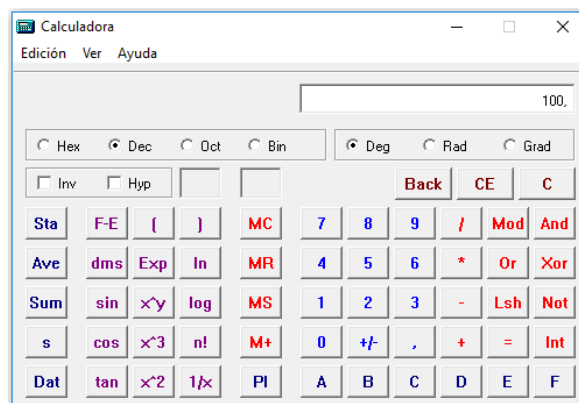 Calculadora
Edición Ver Ayuda
100,
Hex Dec Oct Bin Deg Rad Grad
Inv Hyp Back CE C
Sta F-E ( ) MC 7 8 9 / Mod And
Ave dms Exp ln MR 4 5 6 * Or Xor
Sum sin x^y log MS 1 2 3 - Lsh Not
s cos x^3 n! M+ 0 +/- , + = Int
Dat tan x^2 1/x PI A B C D E F